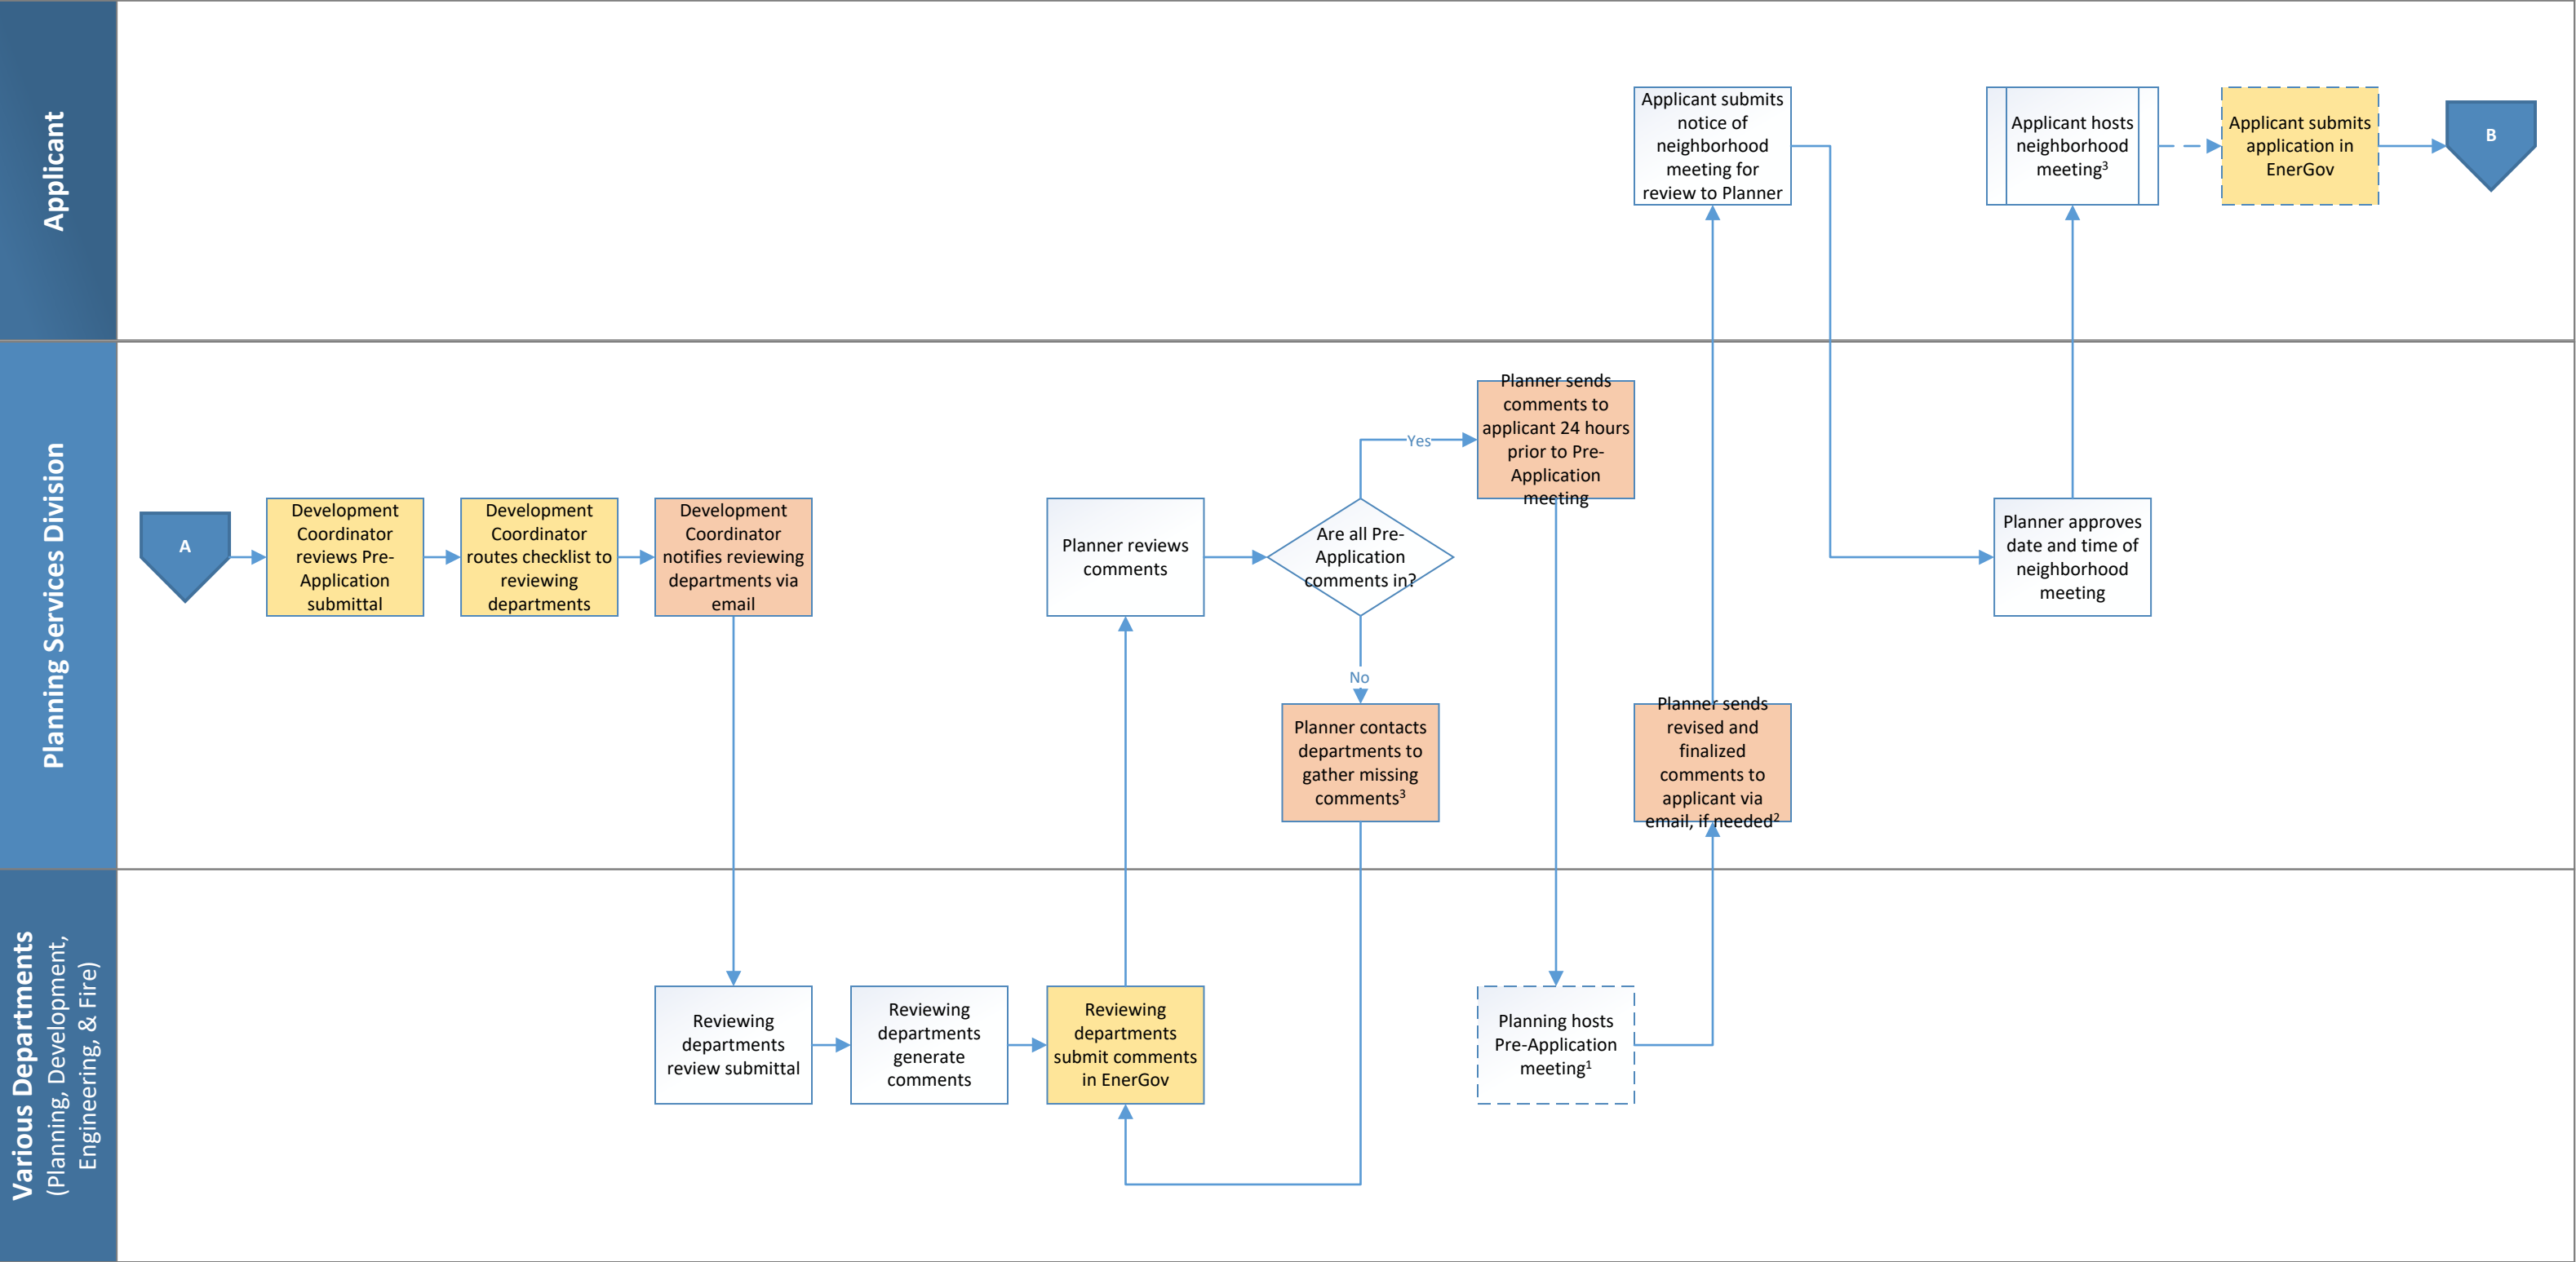 Applicant
Applicant submits
notice of
neighborhood
meeting for
review to Planner
Applicant hosts
neighborhood
meeting³
Applicant submits
application in
EnerGov
B
Planning Services Division
A
Development
Coordinator
reviews Pre-
Application
submittal
Development
Coordinator
routes checklist to
reviewing
departments
Development
Coordinator
notifies reviewing
departments via
email
Planner reviews
comments
Are all Pre-
Application
comments in?
Yes
No
Planner sends
comments to
applicant 24 hours
prior to Pre-
Application
meeting
Planner contacts
departments to
gather missing
comments³
Planner sends
revised and
finalized
comments to
applicant via
email, if needed²
Planner approves
date and time of
neighborhood
meeting
Various Departments
(Planning, Development,
Engineering, & Fire)
Reviewing
departments
review submittal
Reviewing
departments
generate
comments
Reviewing
departments
submit comments
in EnerGov
Planning hosts
Pre-Application
meeting¹